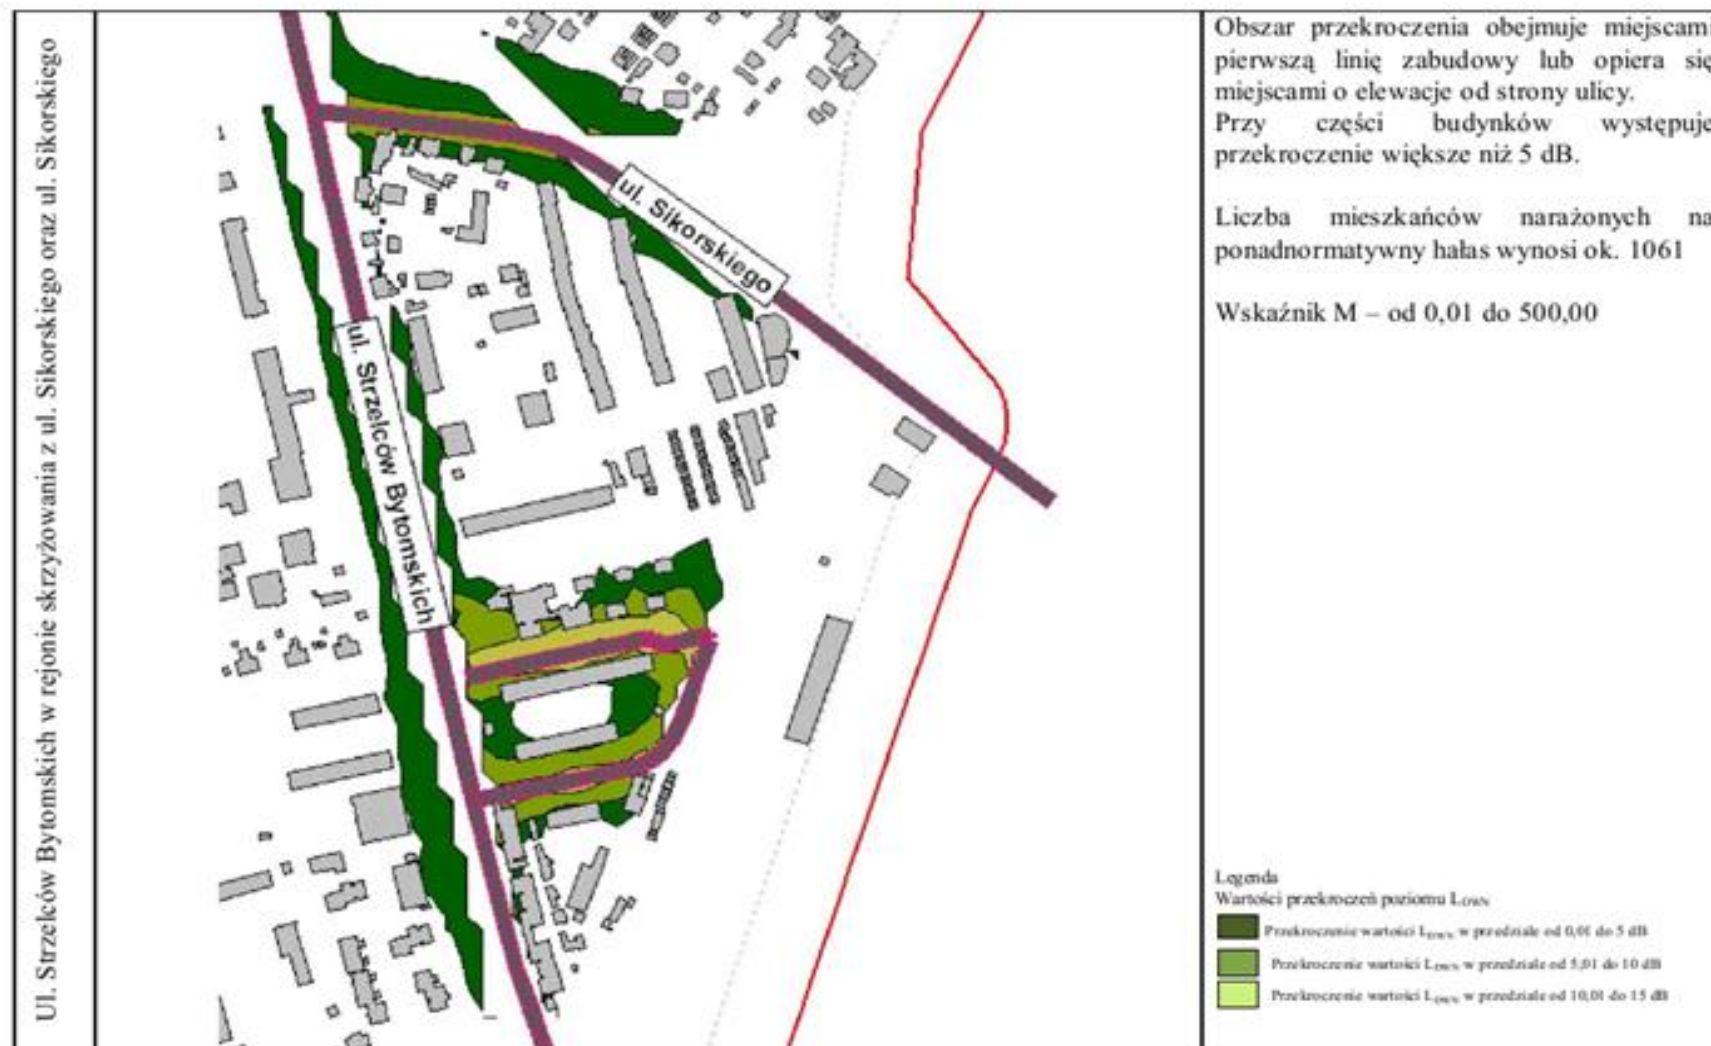 Ul. Strzelców Bytomskich w rejonie skrzyżowania z ul. Sikorskiego oraz ul. Sikorskiego
ul. Sikorskiego
ul. Strzelców Bytomskich
Obszar przekroczenia obejmuje miejscami
pierwszą linię zabudowy lub opiera się
miejscami o elewacje od strony ulicy.
Przy części budynków występuje
przekroczenie większe niż 5 dB.
Liczba mieszkańców narażonych na
ponadnormatywny hałas wynosi ok. 1061
Wskaźnik M – od 0,01 do 500,00
Legenda
Wartości przekroczeń poziomu LDWN
Przekroczenie wartości LDWN w przedziale od 0,01 do 5 dB
Przekroczenie wartości LDWN w przedziale od 5,01 do 10 dB
Przekroczenie wartości LDWN w przedziale od 10,01 do 15 dB